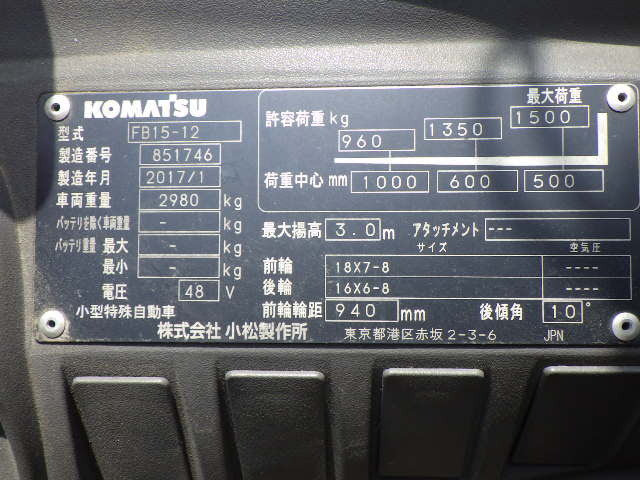 KOMATSU
型式 FB15-12
製造番号 851746
製造年月 2017/1
車両重量 2980 kg
バッテリを除く車両重量 - kg
バッテリ重量 最大 - kg
最小 - kg
電圧 48 V
小型特殊自動車
最大荷重
許容荷重 kg 960 1350 1500
荷重中心 mm 1000 600 500
最大揚高 3.0 m アタッチメント ---
サイズ 空気圧
前輪 18X7-8 ----
後輪 16X6-8 ----
前輪輪距 940 mm 後傾角 10°
株式会社 小松製作所 東京都港区赤坂 2-3-6 JPN